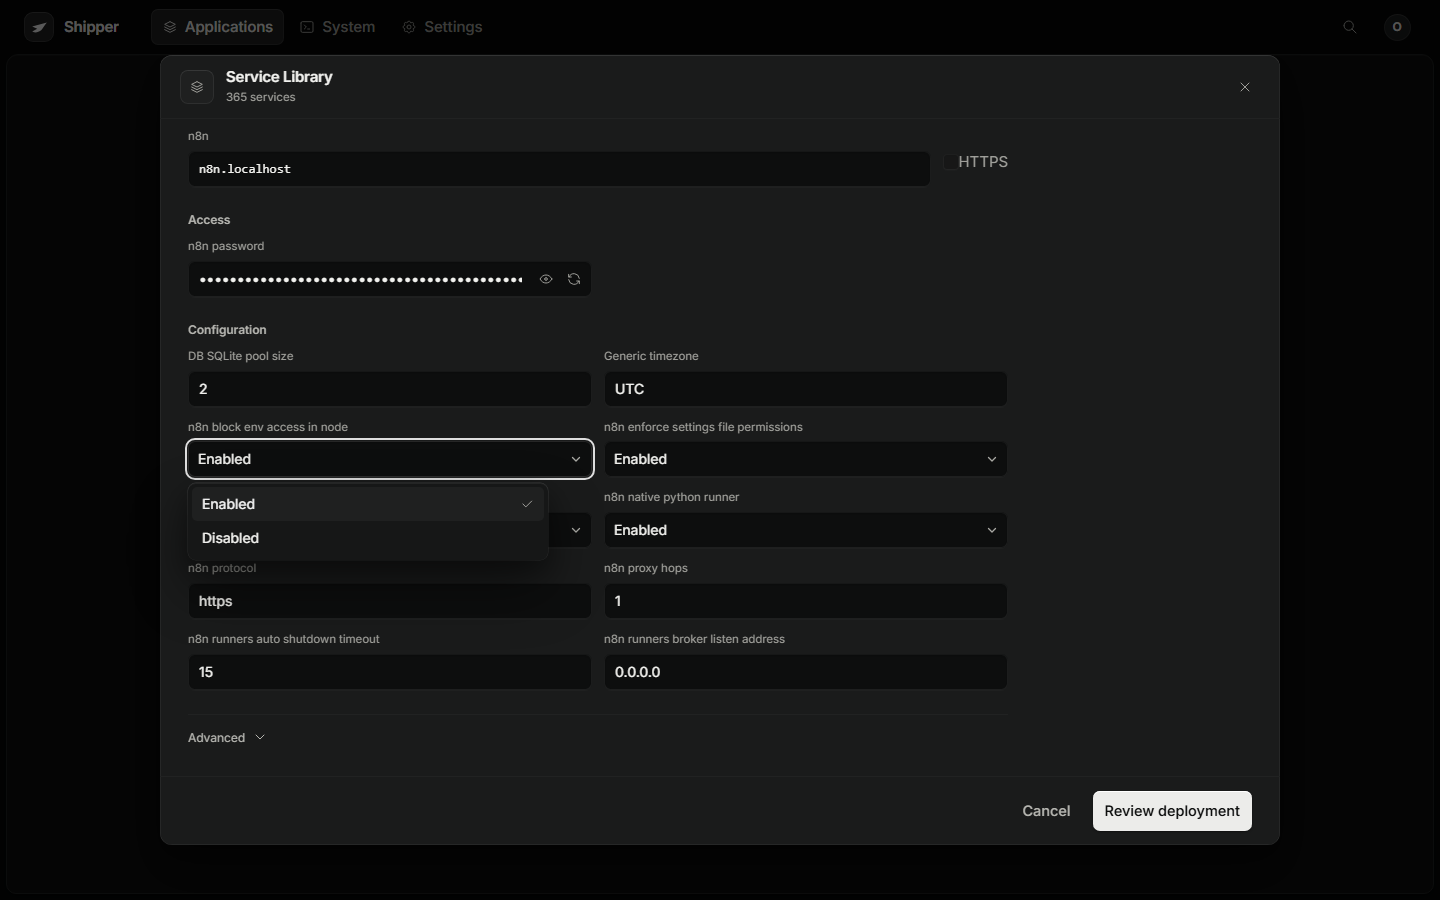 Shipper
Applications
System
Settings
O
Service Library
365 services
n8n
n8n.localhost
HTTPS
Access
n8n password
Configuration
DB SQLite pool size
Generic timezone
2
UTC
n8n block env access in node
n8n enforce settings file permissions
Enabled
Enabled
Enabled
Disabled
n8n native python runner
Enabled
n8n protocol
n8n proxy hops
https
1
n8n runners auto shutdown timeout
n8n runners broker listen address
15
0.0.0.0
Advanced
Cancel
Review deployment